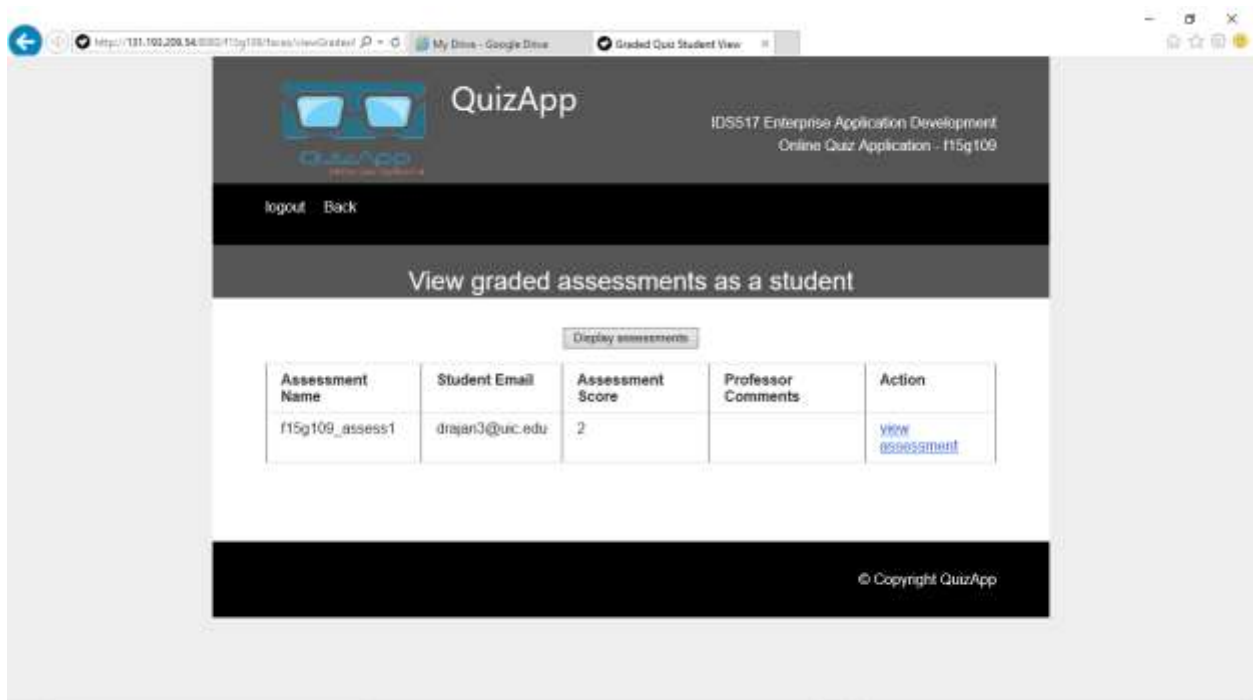 My Drive - Google Drive
Graded Quiz Student View
QuizApp
IDS517 Enterprise Application Development
Online Quiz Application - f15g109
QuizApp
logout Back
View graded assessments as a student
Display assessments
Assessment Name
Student Email
Assessment Score
Professor Comments
Action
f15g109_assess1
drajan3@uic.edu
2
view assessment
© Copyright QuizApp